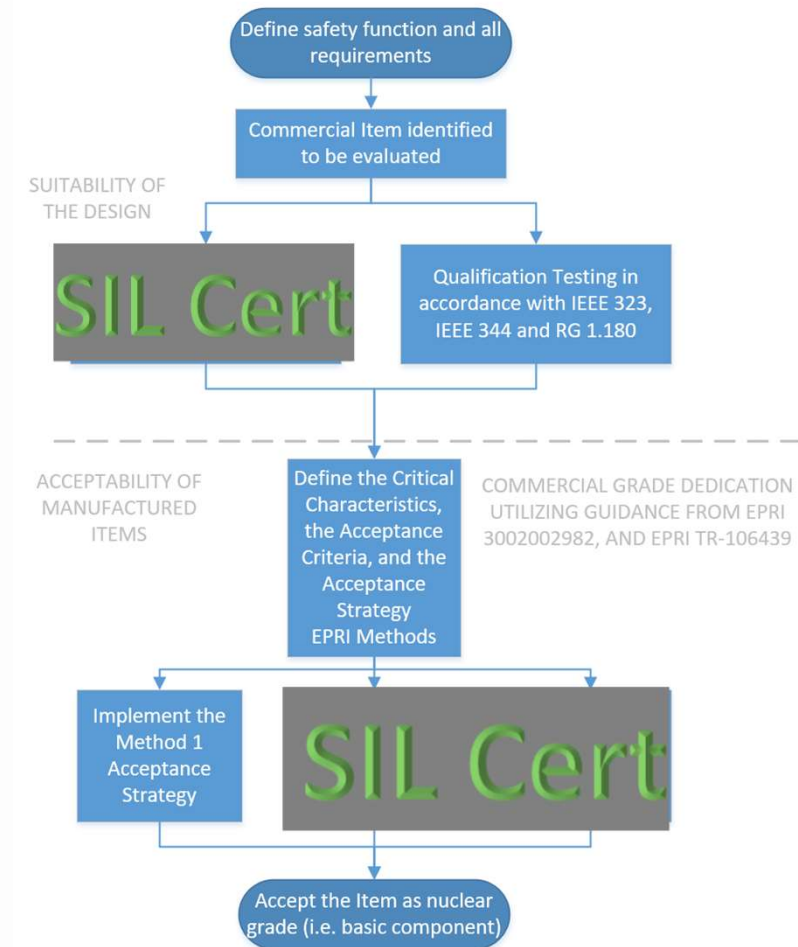 Define safety function and all
requirements
Commercial Item identified
to be evaluated
SUITABILITY OF
THE DESIGN
SIL Cert
Qualification Testing in
accordance with IEEE 323,
IEEE 344 and RG 1.180
ACCEPTABILITY OF
MANUFACTURED
ITEMS
Define the Critical
Characteristics,
the Acceptance
Criteria, and the
Acceptance
Strategy
EPRI Methods
COMMERCIAL GRADE DEDICATION
UTILIZING GUIDANCE FROM EPRI
3002002982, AND EPRI TR-106439
Implement the
Method 1
Acceptance
Strategy
SIL Cert
Accept the Item as nuclear
grade (i.e. basic component)